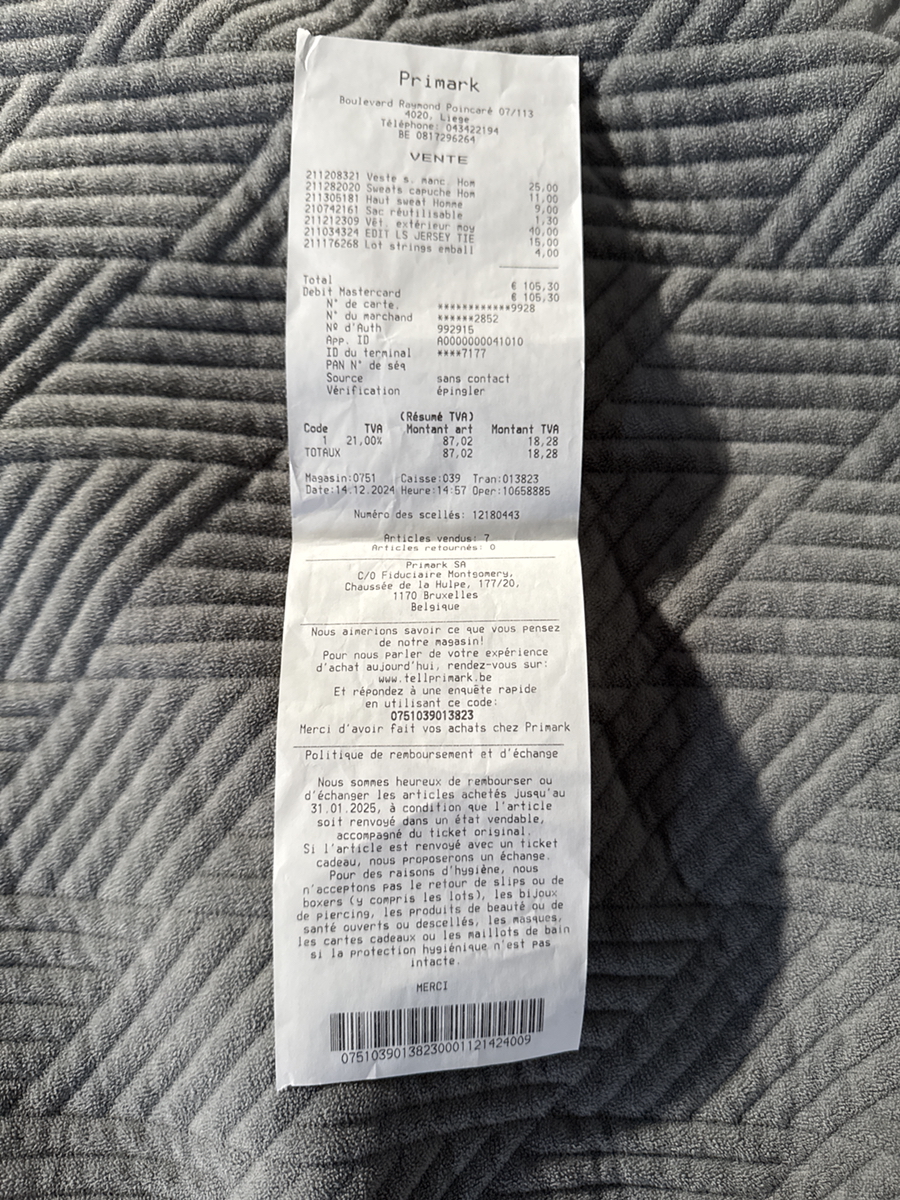 Primark
Boulevard Raymond Poincaré 07/113
4020, Liege
Téléphone: 043422194
BE 0817296264
VENTE
211208321 Veste s. manc. Hom 25,00
211282020 Sweats capuche Hom 11,00
211305181 Haut sweat Homme 9,00
210742161 Sac réutilisable 1,30
211212309 Vêt. extérieur moy 40,00
211034324 EDIT LS JERSEY TIE 15,00
211176268 Lot strings emball 4,00
Total € 105,30
Debit Mastercard € 105,30
N° de carte. ************9928
N° du marchand ******2852
Nº d'Auth 992915
App. ID A0000000041010
ID du terminal ****7177
PAN N° de séq
Source sans contact
Vérification épingler
(Résumé TVA)
Code TVA Montant art Montant TVA
1 21,00% 87,02 18,28
TOTAUX 87,02 18,28
Magasin:0751 Caisse:039 Tran:013823
Date:14.12.2024 Heure:14:57 Oper:10658885
Numéro des scellés: 12180443
Articles vendus: 7
Articles retournés: 0
Primark SA
C/O Fiduciaire Montgomery,
Chaussée de la Hulpe, 177/20,
1170 Bruxelles
Belgique
Nous aimerions savoir ce que vous pensez
de notre magasin!
Pour nous parler de votre expérience
d'achat aujourd'hui, rendez-vous sur:
www.tellprimark.be
Et répondez à une enquête rapide
en utilisant ce code:
0751039013823
Merci d'avoir fait vos achats chez Primark
Politique de remboursement et d'échange
Nous sommes heureux de rembourser ou
d'échanger les articles achetés jusqu'au
31.01.2025, à condition que l'article
soit renvoyé dans un état vendable,
accompagné du ticket original.
Si l'article est renvoyé avec un ticket
cadeau, nous proposerons un échange.
Pour des raisons d'hygiène, nous
n'acceptons pas le retour de slips ou de
boxers (y compris les lots), les bijoux
de piercing, les produits de beauté ou de
santé ouverts ou descellés, les masques,
les cartes cadeaux ou les maillots de bain
si la protection hygiénique n'est pas
intacte.
MERCI
07510390138230001121424009